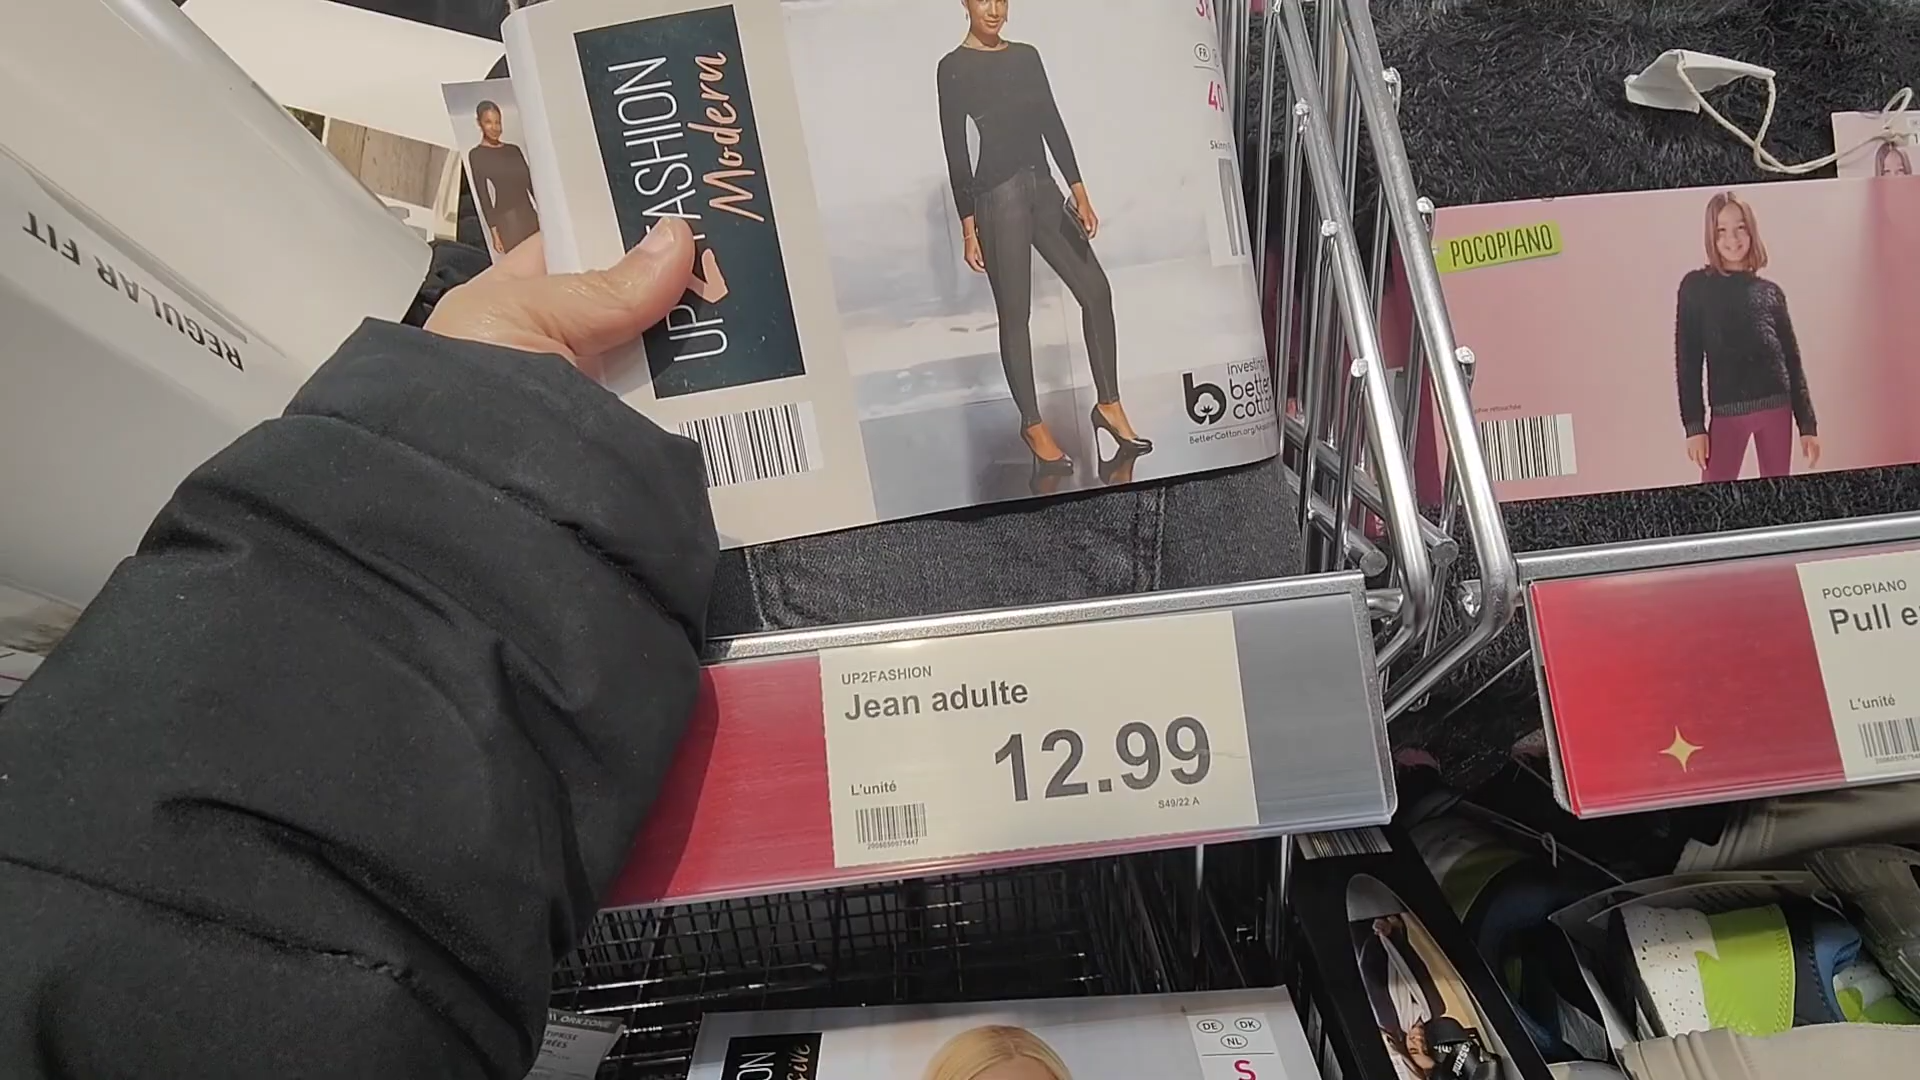 REGULAR FIT
UP2FASHION
Modern
FR
40
Investing
better
cotton
POCOPIANO
UP2FASHION
Jean adulte
12.99
L'unité
S49/22 A
POCOPIANO
Pull e
L'unité
DE DK
NL
S